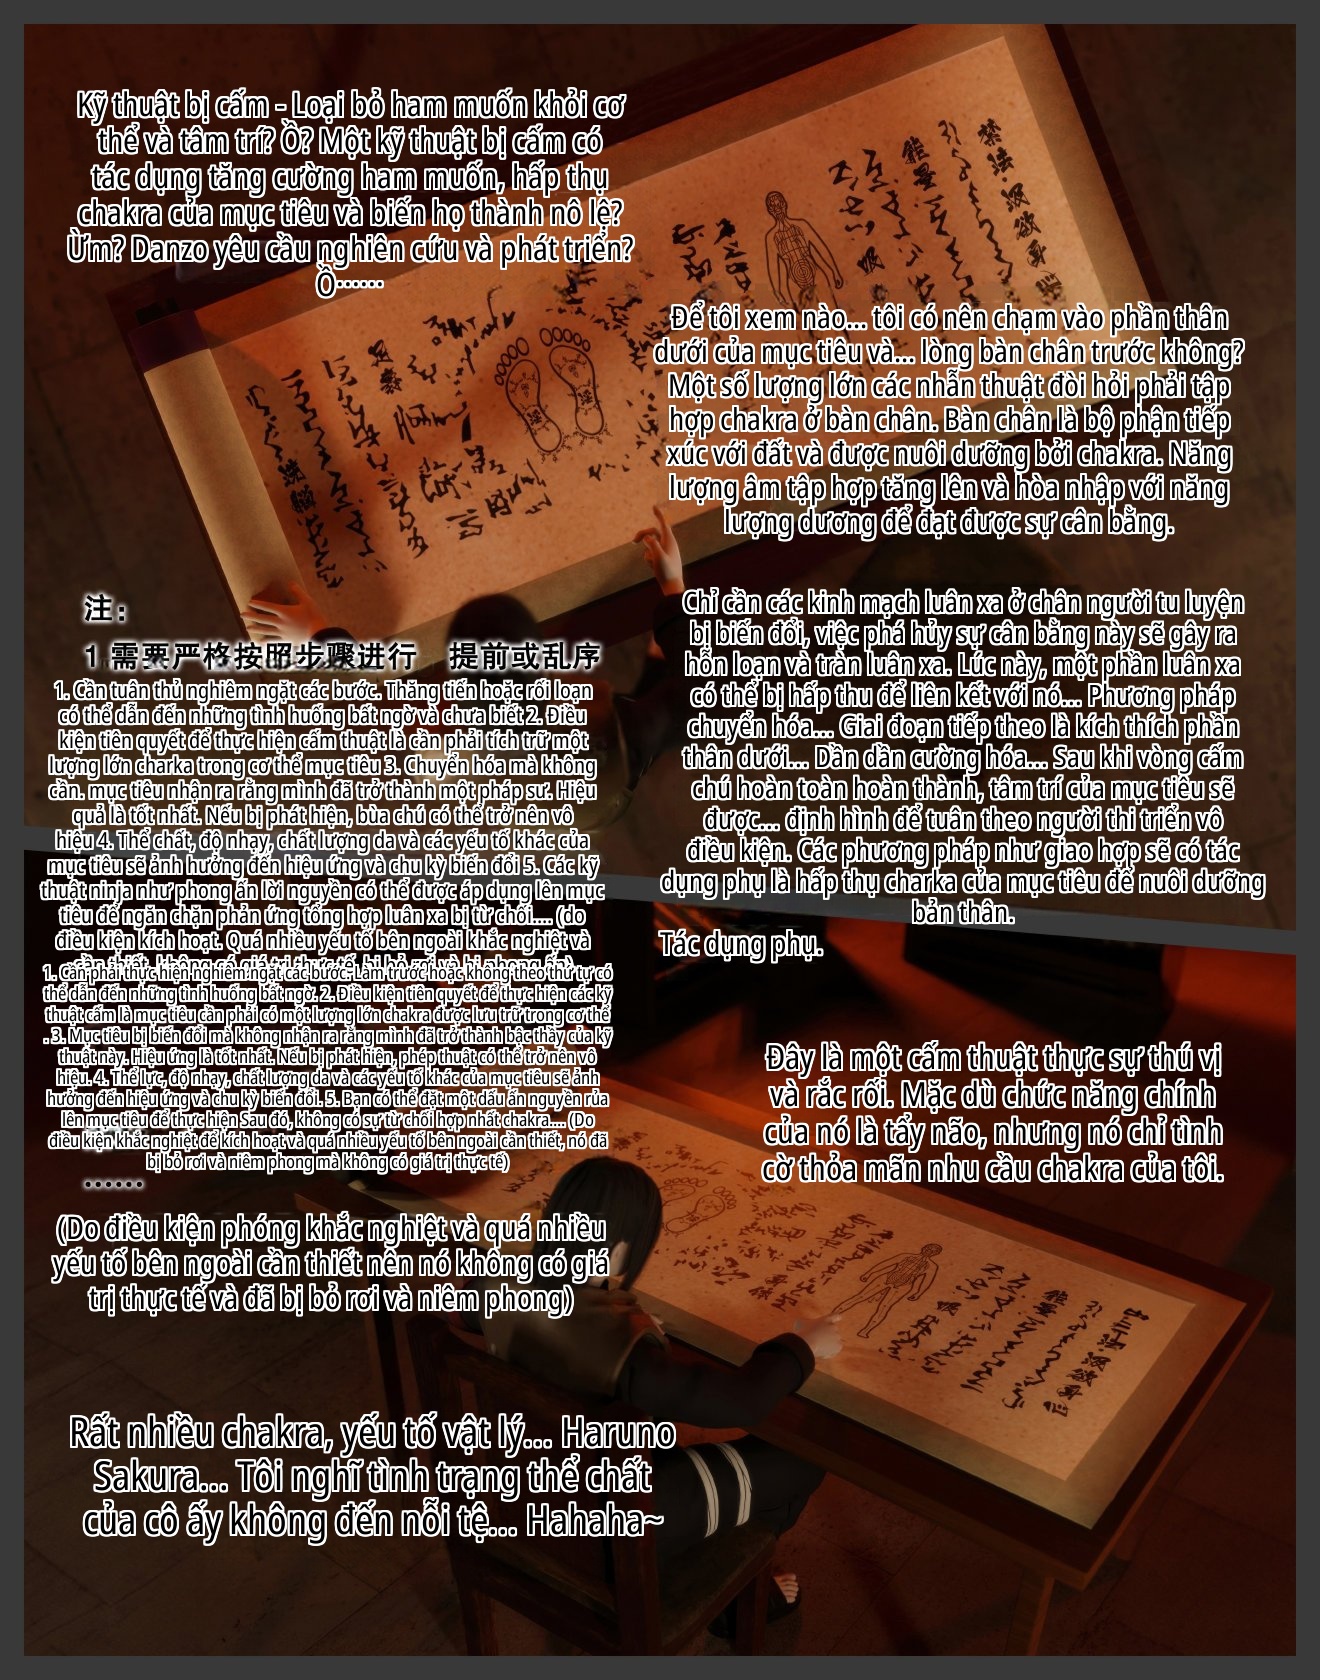 Kỹ thuật bị cấm - Loại bỏ ham muốn khỏi cơ
thể và tâm trí? Ồ? Một kỹ thuật bị cấm có
tác dụng tăng cường ham muốn, hấp thụ
chakra của mục tiêu và biến họ thành nô lệ?
Ừm? Danzo yêu cầu nghiên cứu và phát triển?
Ồ······
Để tôi xem nào... tôi có nên chạm vào phần thân
dưới của mục tiêu và... lòng bàn chân trước không?
Một số lượng lớn các nhẫn thuật đòi hỏi phải tập
hợp chakra ở bàn chân. Bàn chân là bộ phận tiếp
xúc với đất và được nuôi dưỡng bởi chakra. Năng
lượng âm tập hợp tăng lên và hòa nhập với năng
lượng dương để đạt được sự cân bằng.
注：
1.需要严格按照步骤进行 提前或乱序
1. Cần tuân thủ nghiêm ngặt các bước. Thăng tiến hoặc rối loạn
có thể dẫn đến những tình huống bất ngờ và chưa biết 2. Điều
kiện tiên quyết để thực hiện cấm thuật là cần phải tích trữ một
lượng lớn charka trong cơ thể mục tiêu 3. Chuyển hóa mà không
cần. mục tiêu nhận ra rằng mình đã trở thành một pháp sư. Hiệu
quả là tốt nhất. Nếu bị phát hiện, bùa chú có thể trở nên vô
hiệu 4. Thể chất, độ nhạy, chất lượng da và các yếu tố khác của
mục tiêu sẽ ảnh hưởng đến hiệu ứng và chu kỳ biến đổi 5. Các kỹ
thuật ninja như phong ấn lời nguyền có thể được áp dụng lên mục
tiêu để ngăn chặn phản ứng tổng hợp luân xa bị từ chối.... (do
điều kiện kích hoạt. Quá nhiều yếu tố bên ngoài khắc nghiệt và
cần thiết, không có giá trị thực tế, bị bỏ rơi và bị phong ấn)
1. Cần phải thực hiện nghiêm ngặt các bước. Làm trước hoặc không theo thứ tự có
thể dẫn đến những tình huống bất ngờ. 2. Điều kiện tiên quyết để thực hiện các kỹ
thuật cấm là mục tiêu cần phải có một lượng lớn chakra được lưu trữ trong cơ thể
. 3. Mục tiêu bị biến đổi mà không nhận ra rằng mình đã trở thành bậc thầy của kỹ
thuật này. Hiệu ứng là tốt nhất. Nếu bị phát hiện, phép thuật có thể trở nên vô
hiệu. 4. Thể lực, độ nhạy, chất lượng da và các yếu tố khác của mục tiêu sẽ ảnh
hưởng đến hiệu ứng và chu kỳ biến đổi. 5. Bạn có thể đặt một dấu ấn nguyền rủa
lên mục tiêu để thực hiện Sau đó, không có sự từ chối hợp nhất chakra.... (Do
điều kiện khắc nghiệt để kích hoạt và quá nhiều yếu tố bên ngoài cần thiết, nó đã
bị bỏ rơi và niêm phong mà không có giá trị thực tế)
······
(Do điều kiện phóng khắc nghiệt và quá nhiều
yếu tố bên ngoài cần thiết nên nó không có giá
trị thực tế và đã bị bỏ rơi và niêm phong)
Chỉ cần các kinh mạch luân xa ở chân người tu luyện
bị biến đổi, việc phá hủy sự cân bằng này sẽ gây ra
hỗn loạn và tràn luân xa. Lúc này, một phần luân xa
có thể bị hấp thu để liên kết với nó... Phương pháp
chuyển hóa... Giai đoạn tiếp theo là kích thích phần
thân dưới... Dần dần cường hóa... Sau khi vòng cấm
chú hoàn toàn hoàn thành, tâm trí của mục tiêu sẽ
được... định hình để tuân theo người thi triển vô
điều kiện. Các phương pháp như giao hợp sẽ có tác
dụng phụ là hấp thụ charka của mục tiêu để nuôi dưỡng
bản thân.
Tác dụng phụ.
Đây là một cấm thuật thực sự thú vị
và rắc rối. Mặc dù chức năng chính
của nó là tẩy não, nhưng nó chỉ tình
cờ thỏa mãn nhu cầu chakra của tôi.
Rất nhiều chakra, yếu tố vật lý... Haruno
Sakura... Tôi nghĩ tình trạng thể chất
của cô ấy không đến nỗi tệ... Hahaha~